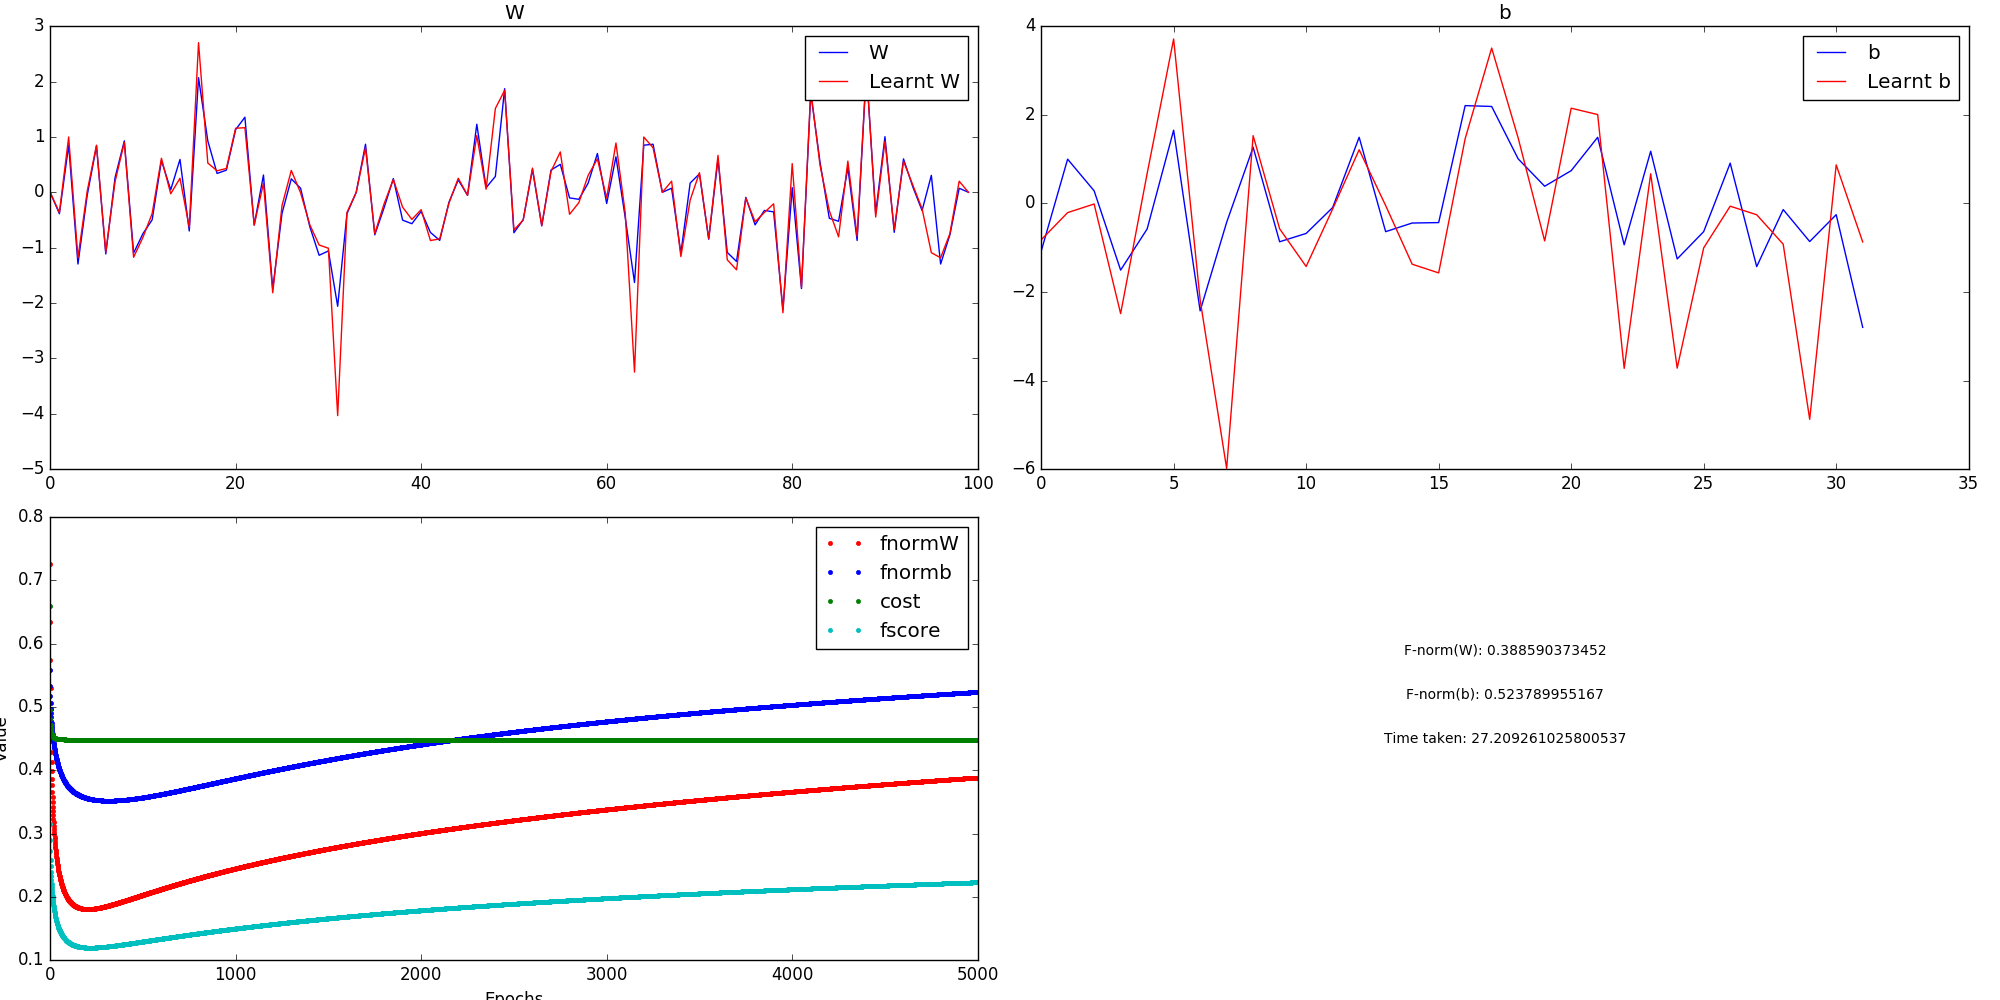 W
3
2
1
0
−1
−2
−3
−4
−5
0 20 40 60 80 100
W
Learnt W
b
4
2
0
−2
−4
−6
0 5 10 15 20 25 30 35
b
Learnt b
0.8
0.7
0.6
0.5
0.4
0.3
0.2
0.1
0 1000 2000 3000 4000 5000
Value
Epochs
fnormW
fnormb
cost
fscore
F-norm(W): 0.388590373452
F-norm(b): 0.523789955167
Time taken: 27.209261025800537